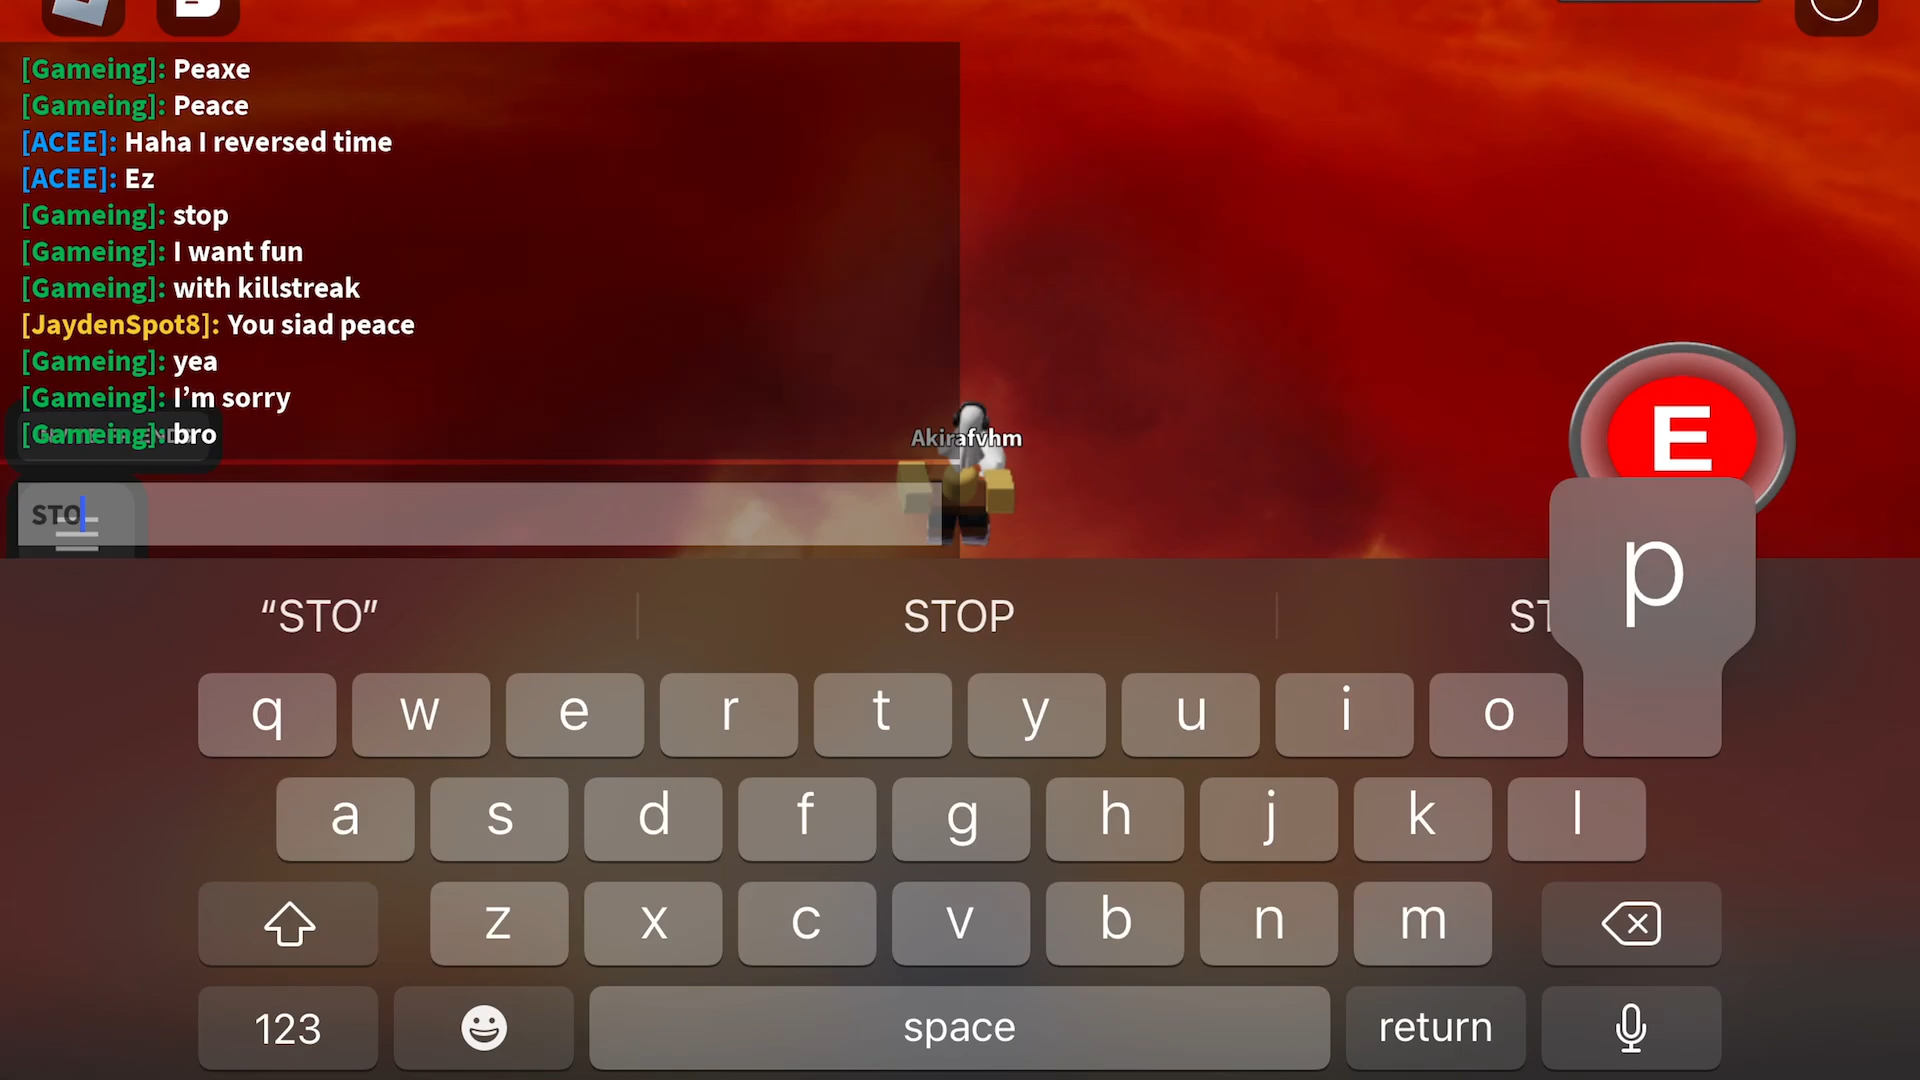 [Gameing]: Peaxe
[Gameing]: Peace
[ACEE]: Haha I reversed time
[ACEE]: Ez
[Gameing]: stop
[Gameing]: I want fun
[Gameing]: with killstreak
[JaydenSpot8]: You siad peace
[Gameing]: yea
[Gameing]: I’m sorry
[Gameing]: bro
Akirafvhm
E
STO
“STO” STOP
p
q w e r t y u i o
a s d f g h j k l
z x c v b n m
123 space return